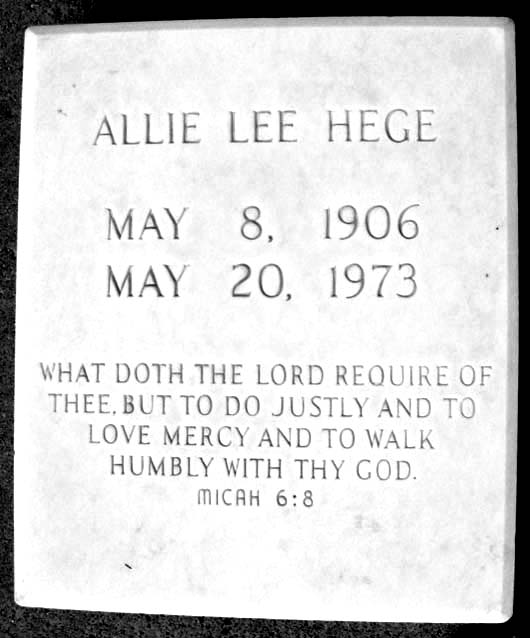 ALLIE LEE HEGE
MAY 8, 1906
MAY 20, 1973
WHAT DOTH THE LORD REQUIRE OF
THEE, BUT TO DO JUSTLY AND TO
LOVE MERCY AND TO WALK
HUMBLY WITH THY GOD.
MICAH 6:8